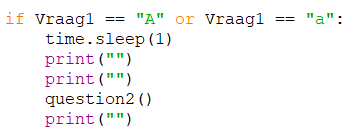 if Vraag1 == "A" or Vraag1 == "a":
    time.sleep(1)
    print("")
    print("")
    question2()
    print("")